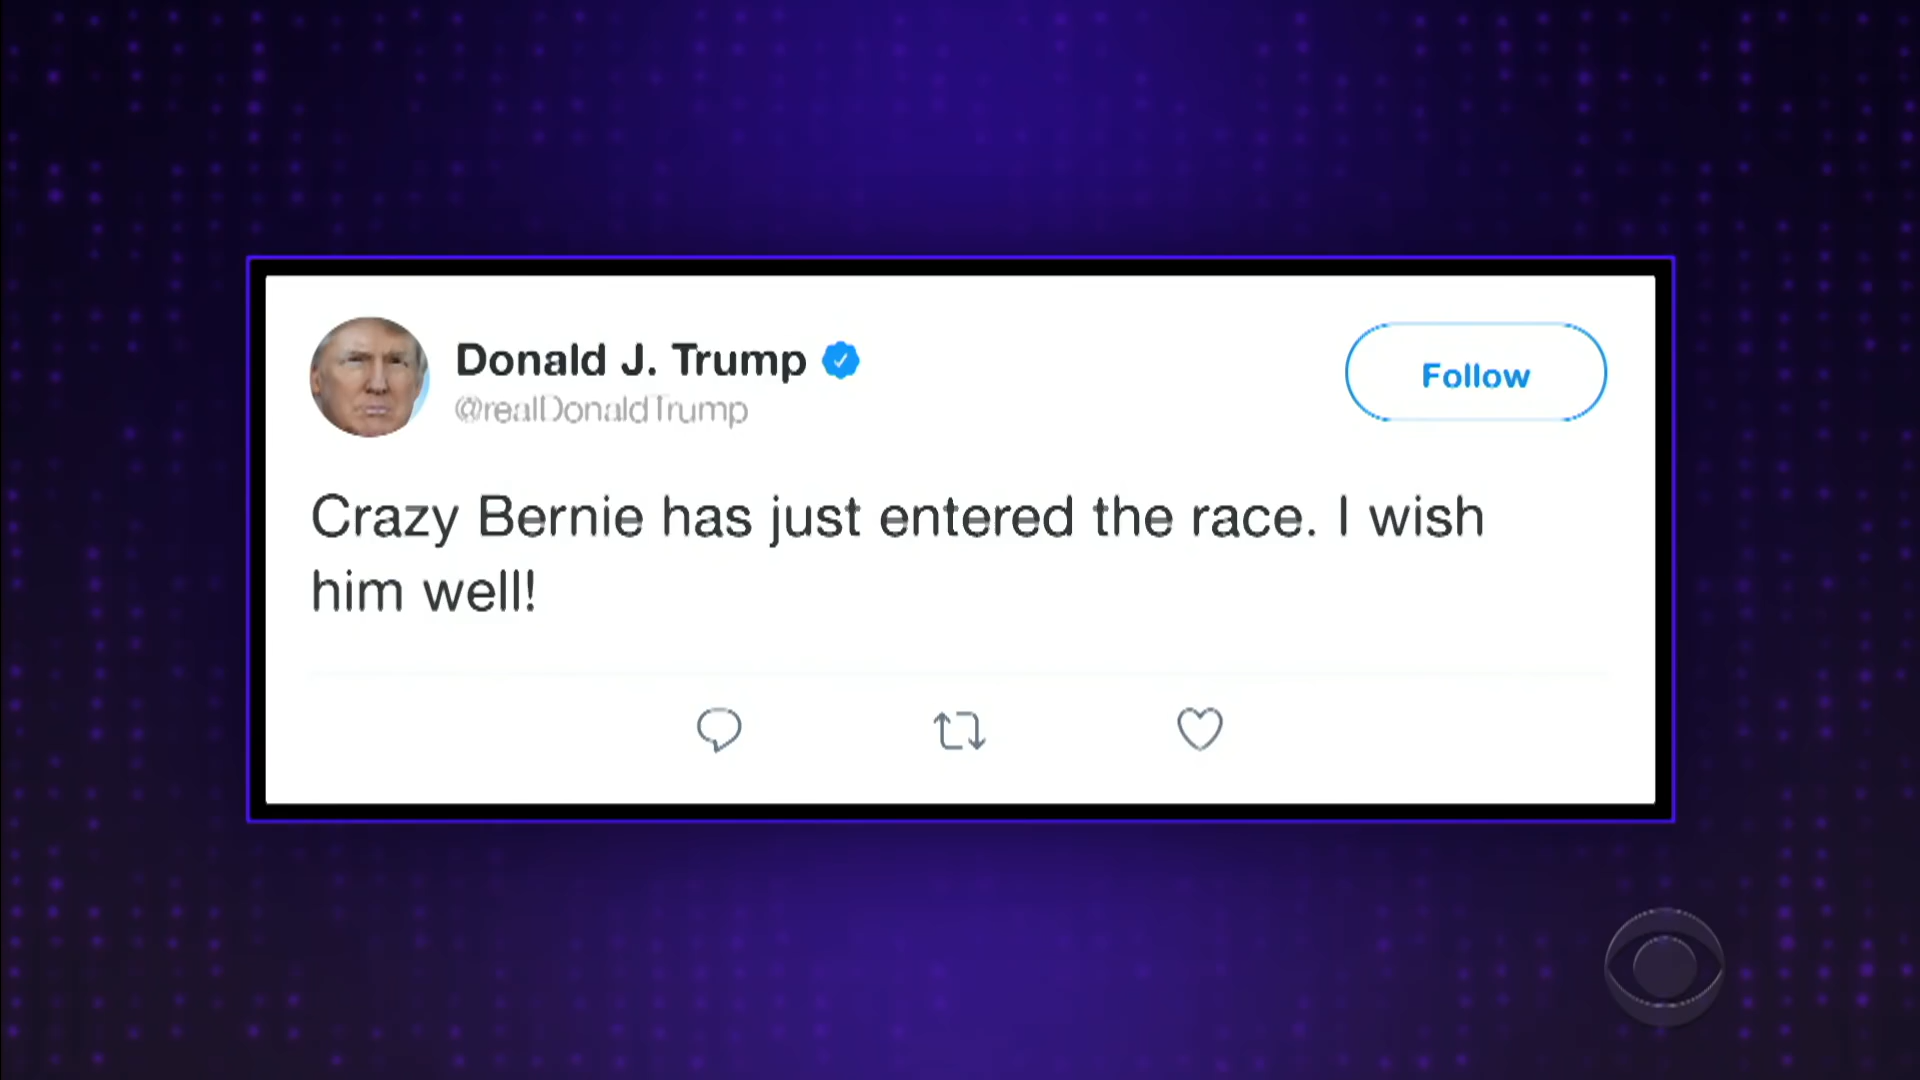 Donald J. Trump
@realDonaldTrump
Follow
Crazy Bernie has just entered the race. I wish
him well!